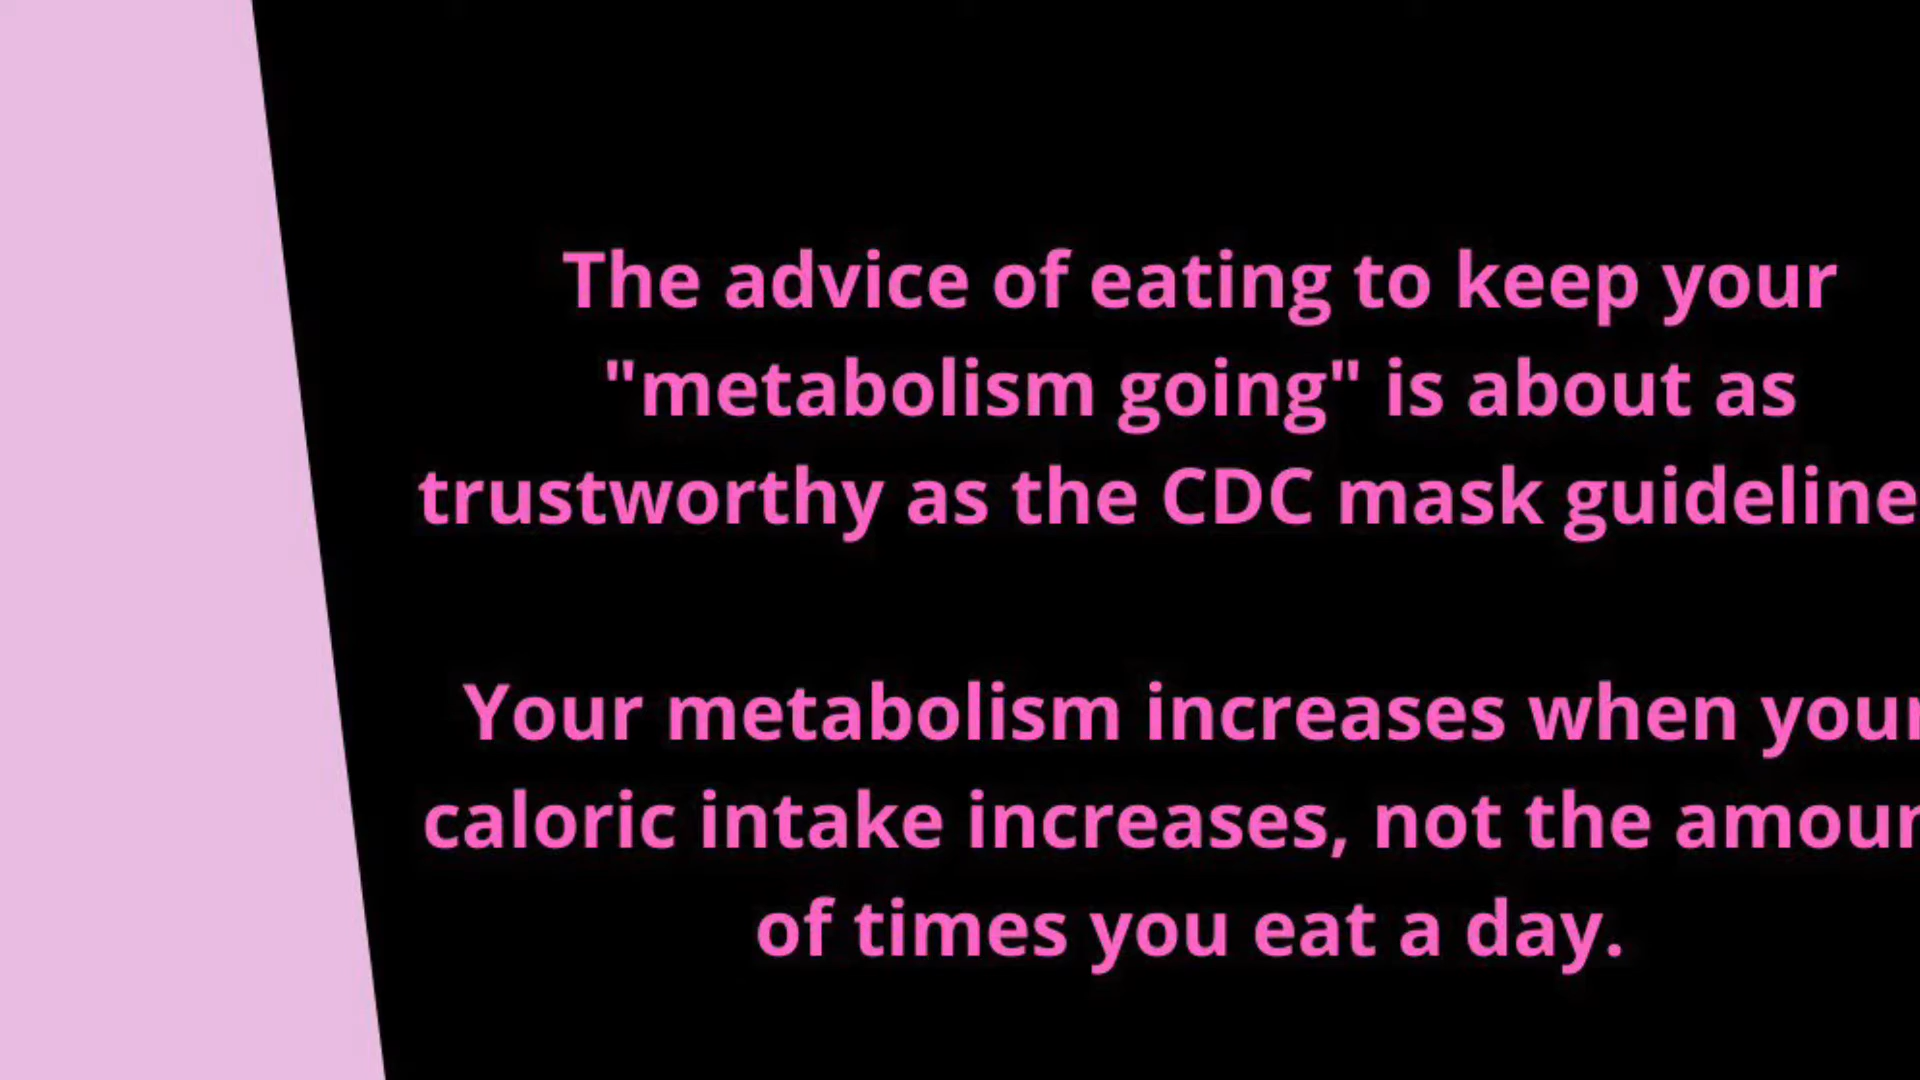 The advice of eating to keep your
"metabolism going" is about as
trustworthy as the CDC mask guideline
Your metabolism increases when your
caloric intake increases, not the amoun
of times you eat a day.